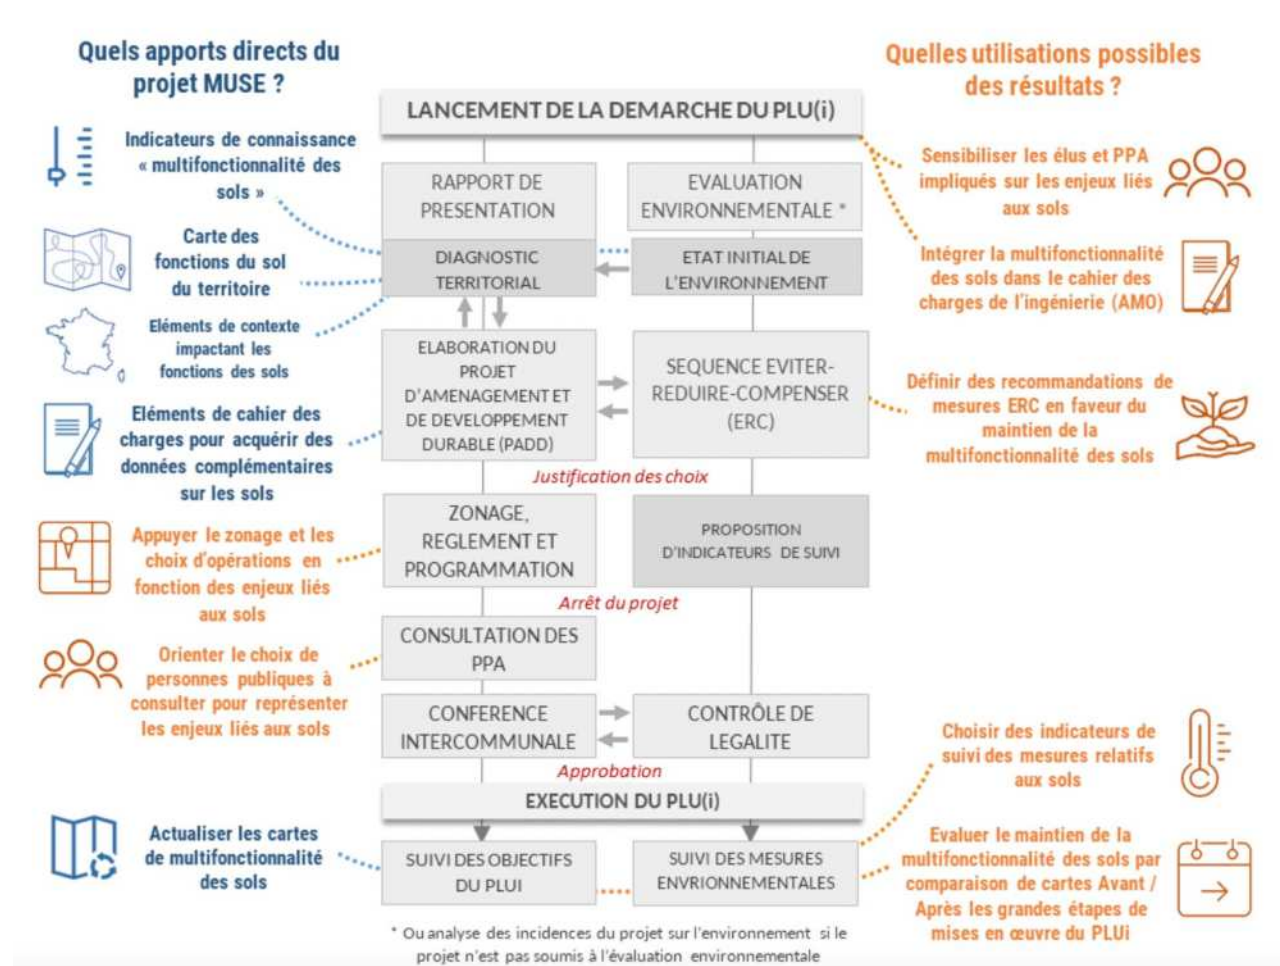 Quels apports directs du
projet MUSE ?
Quelles utilisations possibles
des résultats ?
LANCEMENT DE LA DEMARCHE DU PLU(i)
Indicateurs de connaissance
« multifonctionnalité des
sols »
Carte des
fonctions du sol
du territoire
Eléments de contexte
impactant les
fonctions des sols
Eléments de cahier des
charges pour acquérir des
données complémentaires
sur les sols
Appuyer le zonage et les
choix d'opérations en
fonction des enjeux liés
aux sols
Orienter le choix de
personnes publiques à
consulter pour représenter
les enjeux liés aux sols
Actualiser les cartes
de multifonctionnalité
des sols
RAPPORT DE
PRESENTATION
EVALUATION
ENVIRONNEMENTALE *
DIAGNOSTIC
TERRITORIAL
ETAT INITIAL DE
L'ENVIRONNEMENT
ELABORATION DU
PROJET
D'AMENAGEMENT ET
DE DEVELOPPEMENT
DURABLE (PADD)
SEQUENCE EVITER-
REDUIRE-COMPENSER
(ERC)
Justification des choix
ZONAGE,
REGLEMENT ET
PROGRAMMATION
PROPOSITION
D'INDICATEURS DE SUIVI
Arrêt du projet
CONSULTATION DES
PPA
CONFERENCE
INTERCOMMUNALE
CONTRÔLE DE
LEGALITE
Approbation
EXECUTION DU PLU(i)
SUIVI DES OBJECTIFS
DU PLUI
SUIVI DES MESURES
ENVRIONNEMENTALES
* Ou analyse des incidences du projet sur l'environnement si le
projet n'est pas soumis à l'évaluation environnementale
Sensibiliser les élus et PPA
impliqués sur les enjeux liés
aux sols
Intégrer la multifonctionnalité
des sols dans le cahier des
charges de l'ingénierie (AMO)
Définir des recommandations de
mesures ERC en faveur du
maintien de la
multifonctionnalité des sols
Choisir des indicateurs de
suivi des mesures relatifs
aux sols
Evaluer le maintien de la
multifonctionnalité des sols par
comparaison de cartes Avant /
Après les grandes étapes de
mises en œuvre du PLUi